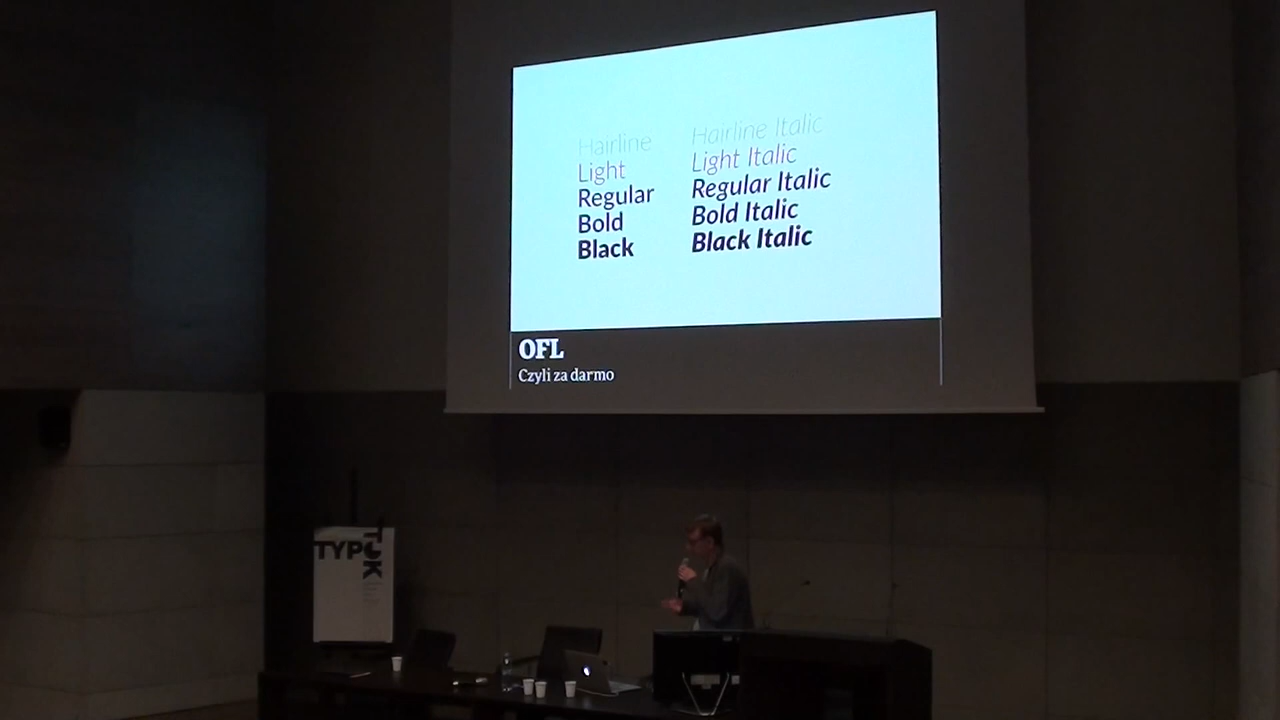 Hairline
Light
Regular
Bold
Black
Hairline Italic
Light Italic
Regular Italic
Bold Italic
Black Italic
OFL
Czyli za darmo
TYPO
TOK